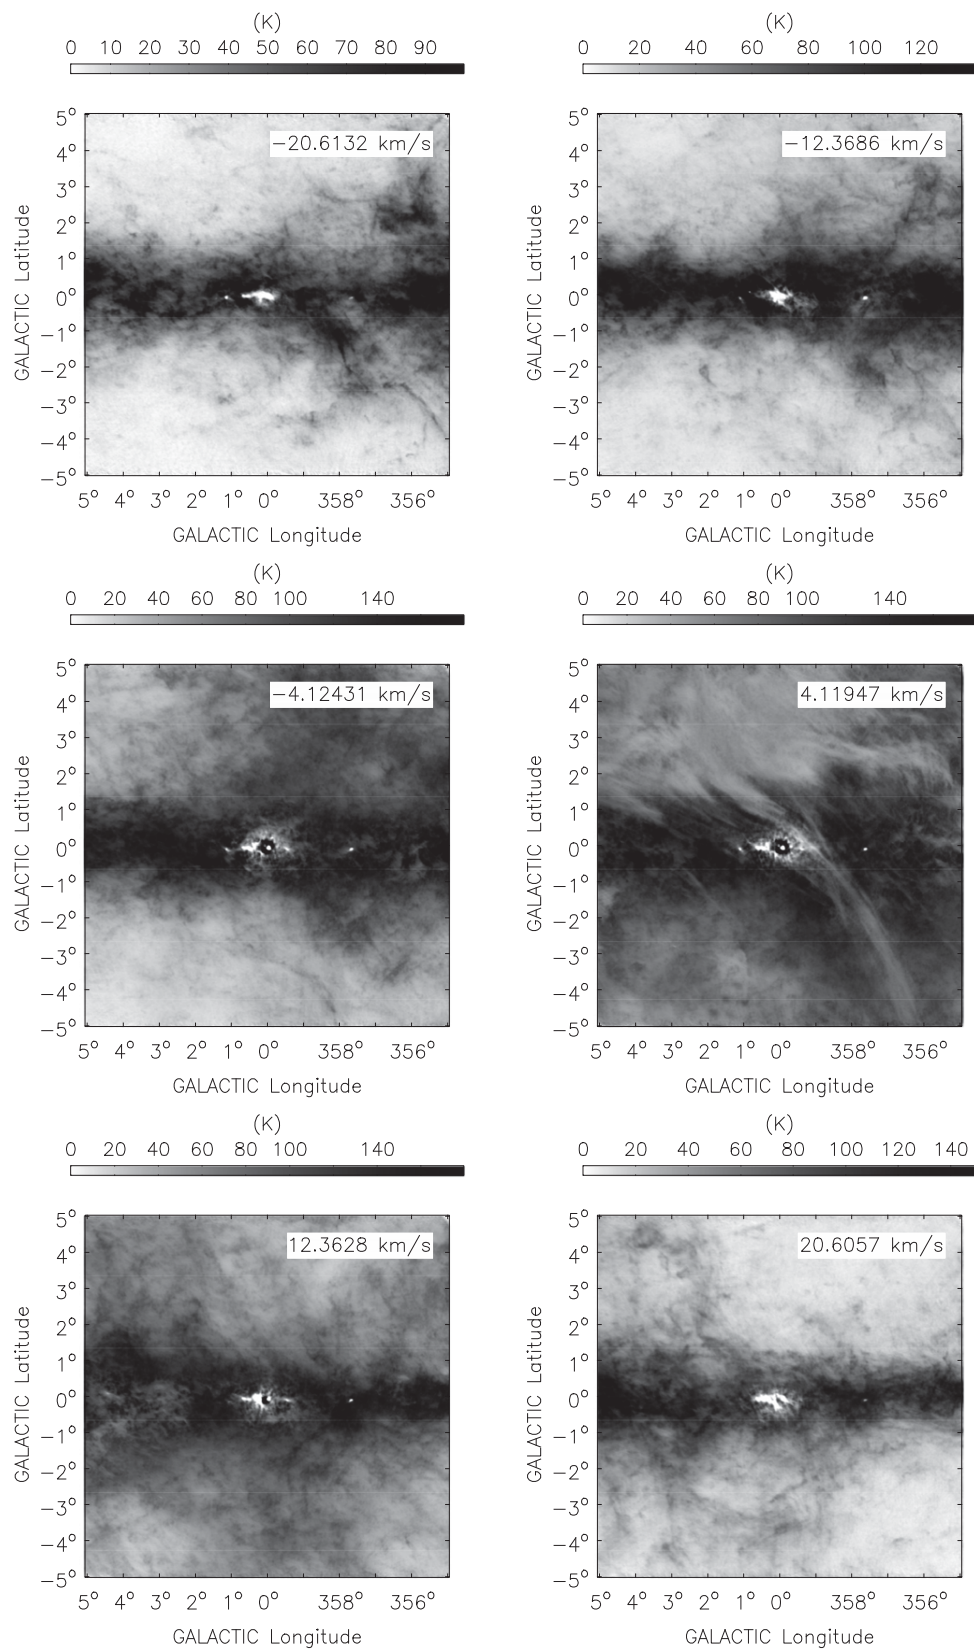 (K) (K)
0 10 20 30 40 50 60 70 80 90 0 20 40 60 80 100 120
−20.6132 km/s −12.3686 km/s
5° 4° 3° 2° 1° 0° −1° −2° −3° −4° −5°
GALACTIC Latitude
5° 4° 3° 2° 1° 0° −1° −2° −3° −4° −5°
GALACTIC Latitude
5° 4° 3° 2° 1° 0° 358° 356° 5° 4° 3° 2° 1° 0° 358° 356°
GALACTIC Longitude GALACTIC Longitude
(K) (K)
0 20 40 60 80 100 140 0 20 40 60 80 100 140
−4.12431 km/s 4.11947 km/s
5° 4° 3° 2° 1° 0° −1° −2° −3° −4° −5°
GALACTIC Latitude
5° 4° 3° 2° 1° 0° −1° −2° −3° −4° −5°
GALACTIC Latitude
5° 4° 3° 2° 1° 0° 358° 356° 5° 4° 3° 2° 1° 0° 358° 356°
GALACTIC Longitude GALACTIC Longitude
(K) (K)
0 20 40 60 80 100 140 0 20 40 60 80 100 120 140
12.3628 km/s 20.6057 km/s
5° 4° 3° 2° 1° 0° −1° −2° −3° −4° −5°
GALACTIC Latitude
5° 4° 3° 2° 1° 0° −1° −2° −3° −4° −5°
GALACTIC Latitude
5° 4° 3° 2° 1° 0° 358° 356° 5° 4° 3° 2° 1° 0° 358° 356°
GALACTIC Longitude GALACTIC Longitude